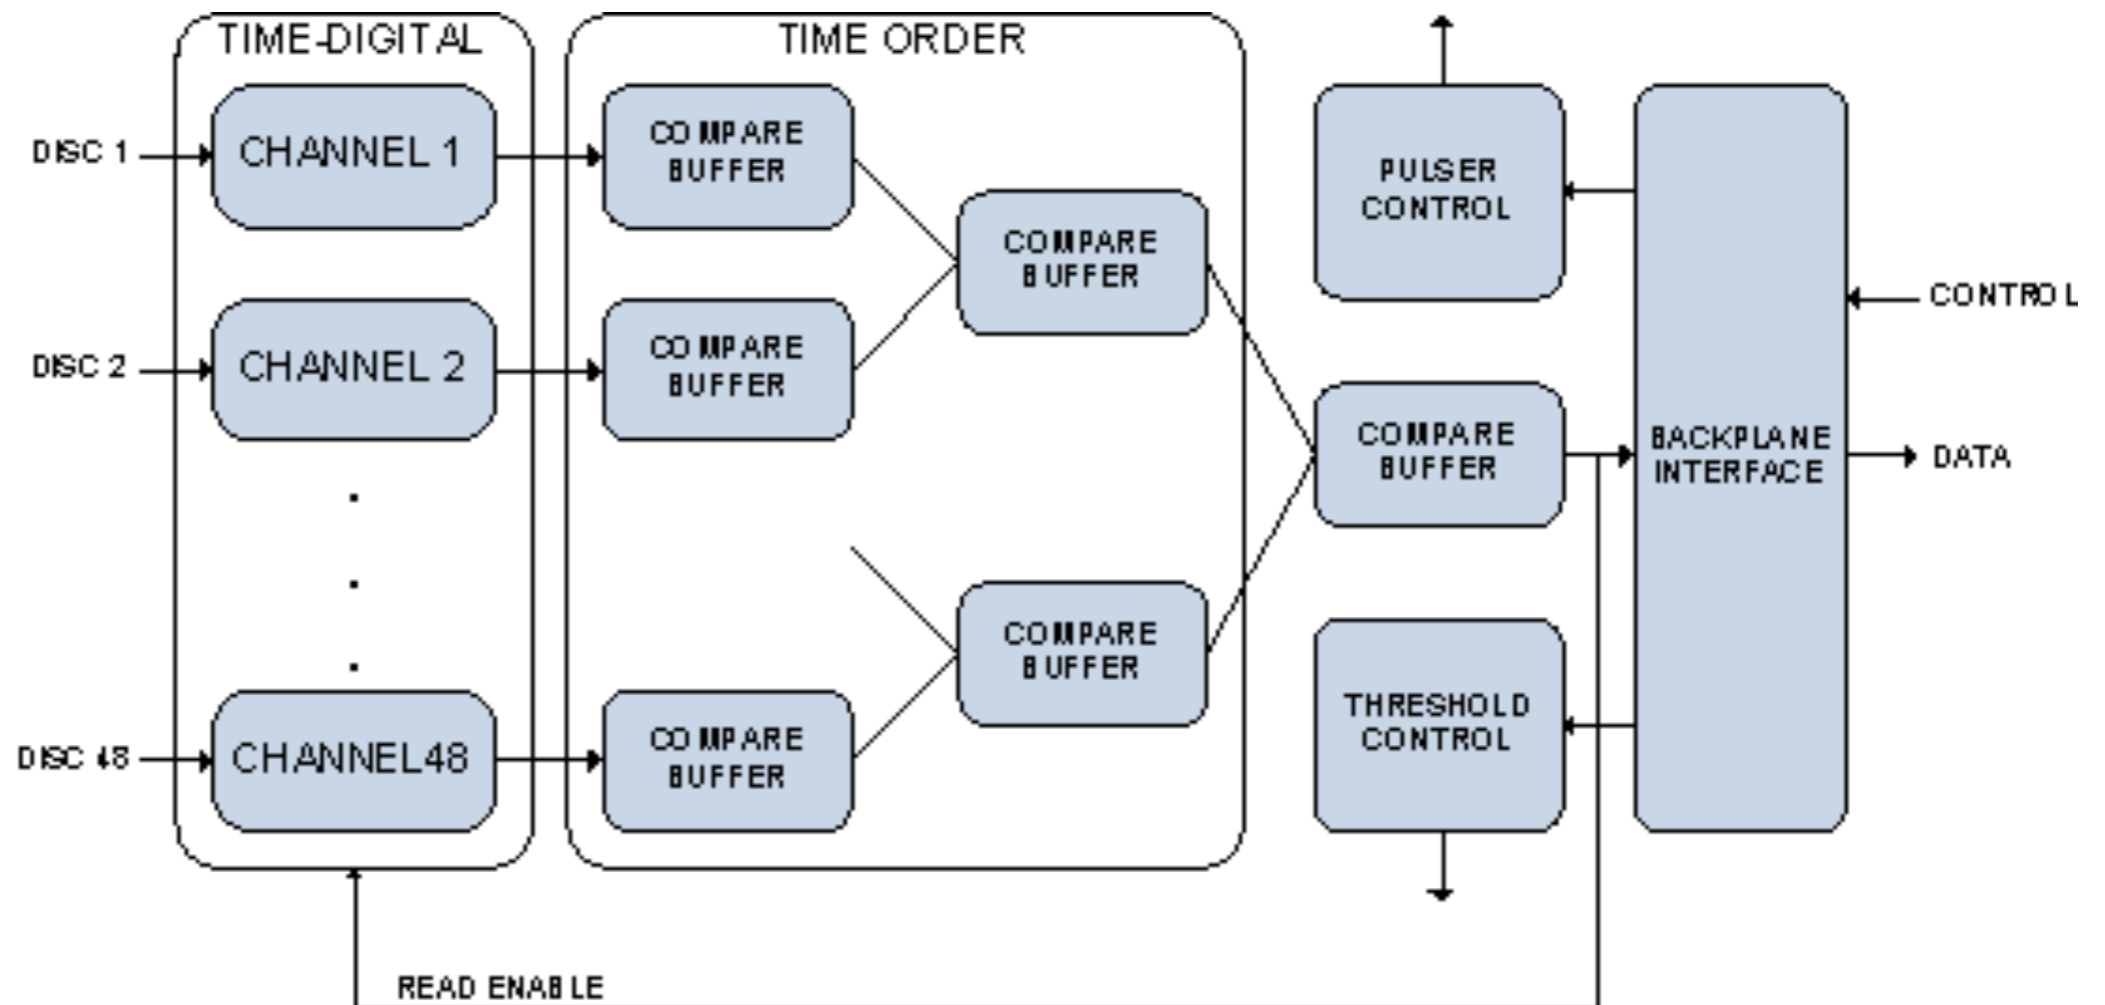 TIME-DIGITAL
TIME ORDER
DISC 1
CHANNEL 1
COMPARE
BUFFER
DISC 2
CHANNEL 2
COMPARE
BUFFER
DISC 48
CHANNEL48
COMPARE
BUFFER
COMPARE
BUFFER
COMPARE
BUFFER
PULSER
CONTROL
COMPARE
BUFFER
THRESHOLD
CONTROL
BACKPLANE
INTERFACE
CONTROL
DATA
READ ENABLE